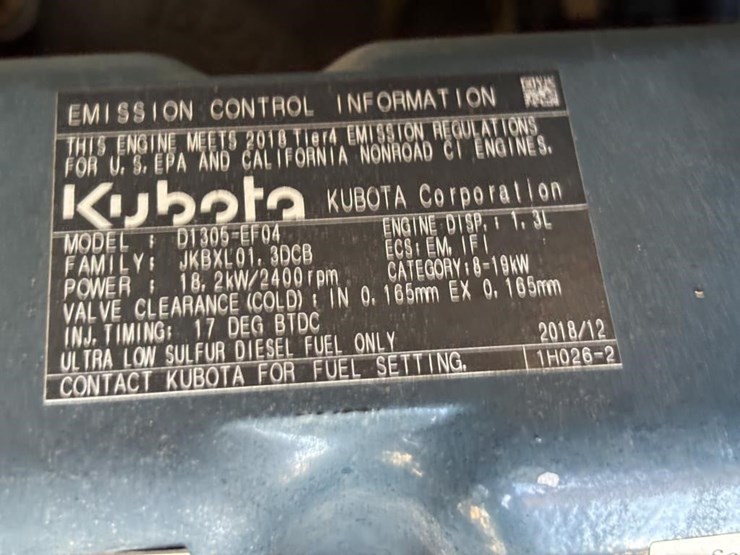 EMISSION CONTROL INFORMATION
THIS ENGINE MEETS 2018 Tier4 EMISSION REGULATIONS
FOR U.S.EPA AND CALIFORNIA NONROAD CI ENGINES.
Kubota KUBOTA Corporation
MODEL : D1305-EF04 ENGINE DISP. : 1.3L
FAMILY: JKBXL01.3DCB ECS: EM, IFI
POWER : 18.2kW/2400rpm CATEGORY:8-19kW
VALVE CLEARANCE (COLD) : IN 0.165mm EX 0.165mm
INJ.TIMING: 17 DEG BTDC
ULTRA LOW SULFUR DIESEL FUEL ONLY 2018/12
CONTACT KUBOTA FOR FUEL SETTING. 1H026-2